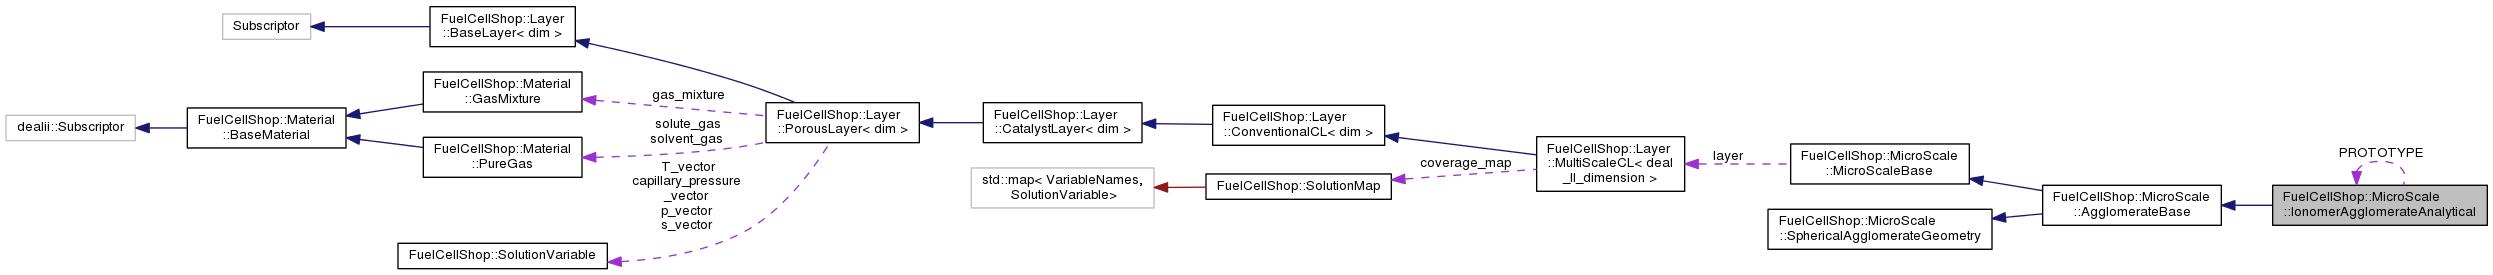 Subscriptor
FuelCellShop::Layer
::BaseLayer< dim >
dealii::Subscriptor
FuelCellShop::Material
::BaseMaterial
FuelCellShop::Material
::GasMixture
FuelCellShop::Material
::PureGas
FuelCellShop::SolutionVariable
gas_mixture
solute_gas
solvent_gas
T_vector
capillary_pressure
_vector
p_vector
s_vector
FuelCellShop::Layer
::PorousLayer< dim >
FuelCellShop::Layer
::CatalystLayer< dim >
std::map< VariableNames,
SolutionVariable>
FuelCellShop::Layer
::ConventionalCL< dim >
FuelCellShop::SolutionMap
coverage_map
FuelCellShop::Layer
::MultiScaleCL< deal
_II_dimension >
layer
FuelCellShop::MicroScale
::MicroScaleBase
FuelCellShop::MicroScale
::SphericalAgglomerateGeometry
FuelCellShop::MicroScale
::AgglomerateBase
PROTOTYPE
FuelCellShop::MicroScale
::IonomerAgglomerateAnalytical